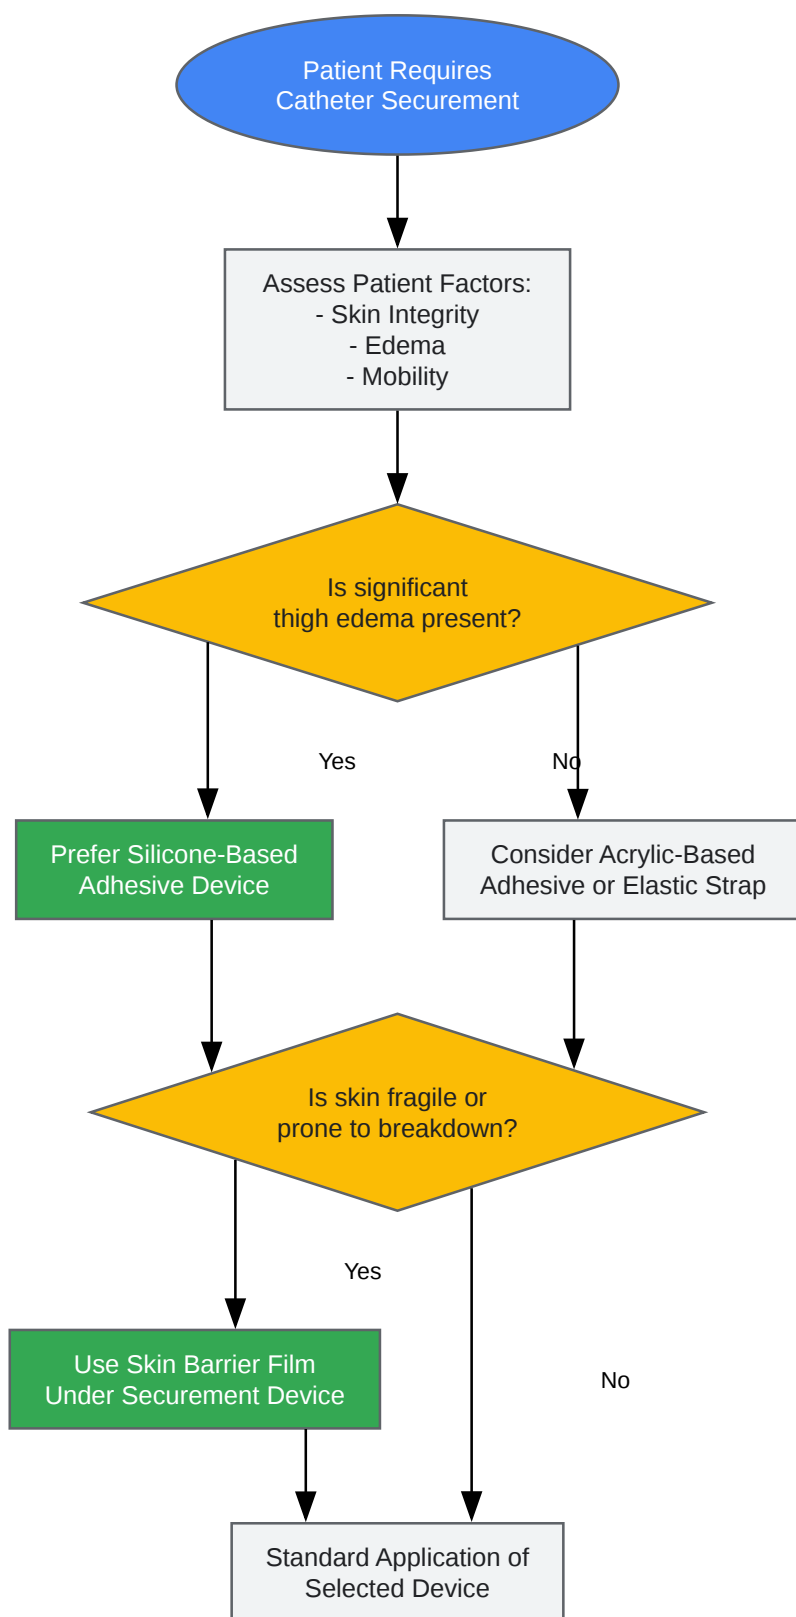 Patient Requires
Catheter Securement
Assess Patient Factors:
- Skin Integrity
- Edema
- Mobility
Is significant
thigh edema present?
Yes
No
Prefer Silicone-Based
Adhesive Device
Consider Acrylic-Based
Adhesive or Elastic Strap
Is skin fragile or
prone to breakdown?
Yes
Use Skin Barrier Film
Under Securement Device
No
Standard Application of
Selected Device